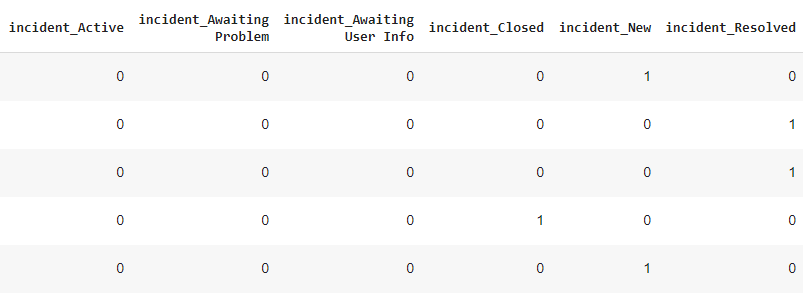 incident_Active incident_Awaiting Problem incident_Awaiting User Info incident_Closed incident_New incident_Resolved
0 0 0 0 1 0
0 0 0 0 0 1
0 0 0 0 0 1
0 0 0 1 0 0
0 0 0 0 1 0